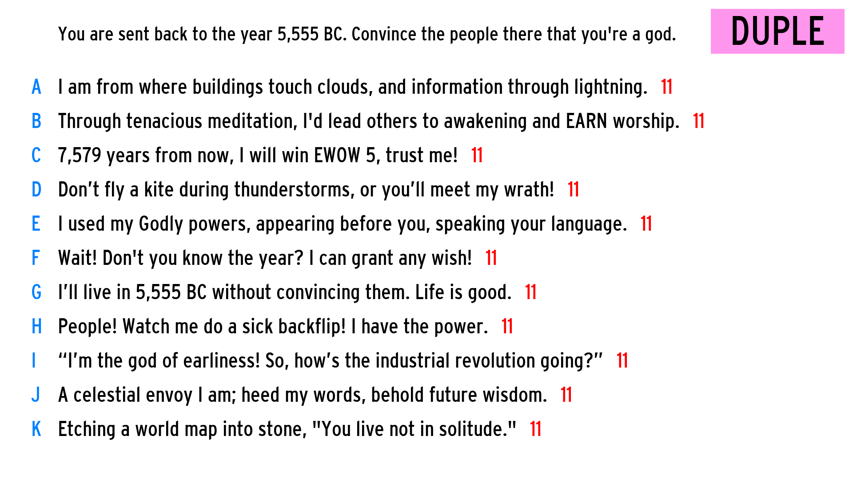 You are sent back to the year 5,555 BC. Convince the people there that you're a god.
DUPLE
A I am from where buildings touch clouds, and information through lightning. 11
B Through tenacious meditation, I'd lead others to awakening and EARN worship. 11
C 7,579 years from now, I will win EWOW 5, trust me! 11
D Don’t fly a kite during thunderstorms, or you’ll meet my wrath! 11
E I used my Godly powers, appearing before you, speaking your language. 11
F Wait! Don't you know the year? I can grant any wish! 11
G I’ll live in 5,555 BC without convincing them. Life is good. 11
H People! Watch me do a sick backflip! I have the power. 11
I “I’m the god of earliness! So, how’s the industrial revolution going?” 11
J A celestial envoy I am; heed my words, behold future wisdom. 11
K Etching a world map into stone, "You live not in solitude." 11